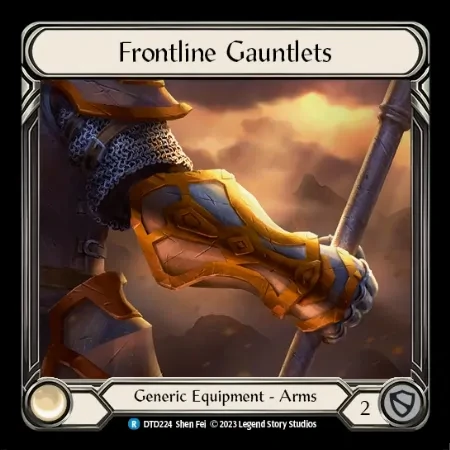 Frontline Gauntlets
Generic Equipment - Arms
2
R DTD224 Shen Fei © 2023 Legend Story Studios